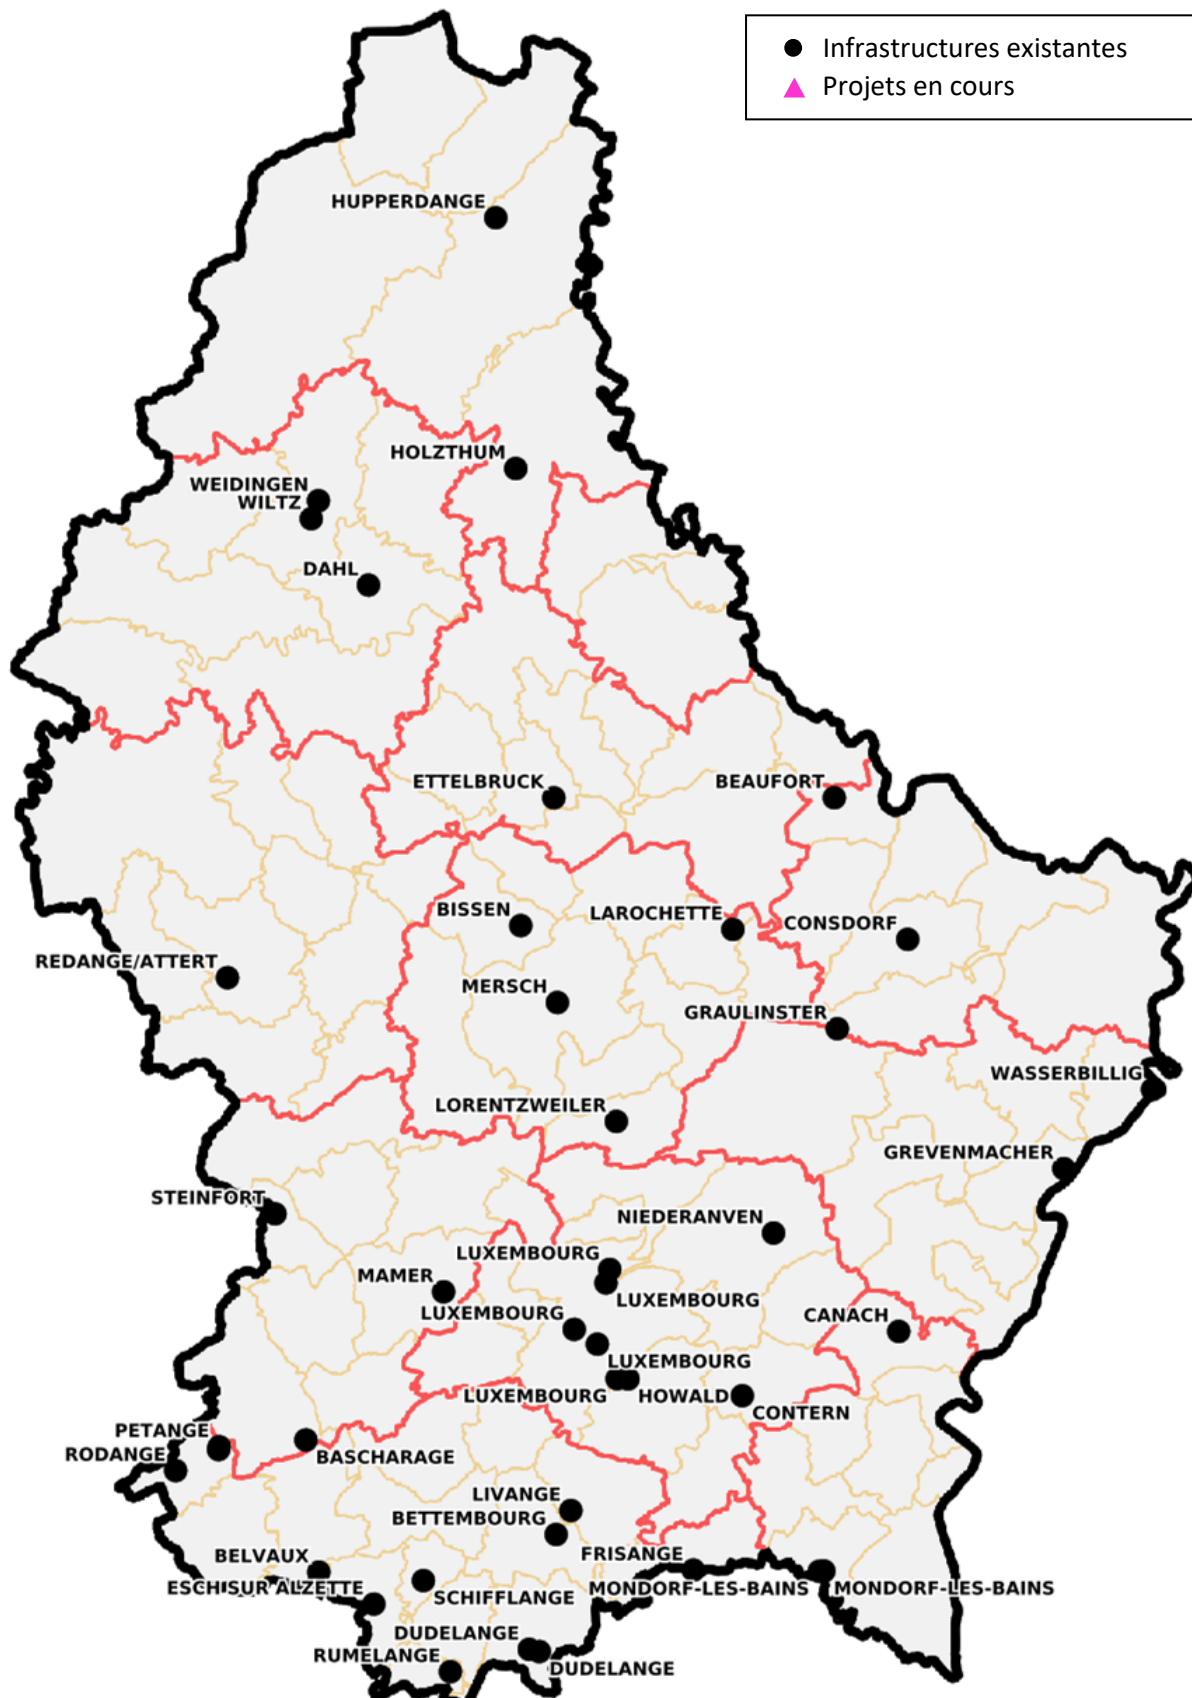 Infrastructures existantes
Projets en cours
HUPPERDANGE
HOLZTHUM
WEIDINGEN
WILTZ
DAHL
ETTELBRUCK
BEAUFORT
BISSEN
LAROCHETTE
CONSDORF
REDANGE/ATTERT
MERSCH
GRAULINSTER
WASSERBILLIG
LORENTZWEILER
GREVENMACHER
STEINFORT
NIEDERANVEN
LUXEMBOURG
MAMER
LUXEMBOURG
LUXEMBOURG
CANACH
LUXEMBOURG
LUXEMBOURG
HOWALD
CONTERN
PETANGE
RODANGE
BASCHARAGE
LIVANGE
BETTEMBOURG
FRISANGE
BELVAUX
ESCH SUR ALZETTE
SCHIFFLANGE
MONDORF-LES-BAINS
MONDORF-LES-BAINS
DUDELANGE
RUMELANGE
DUDELANGE